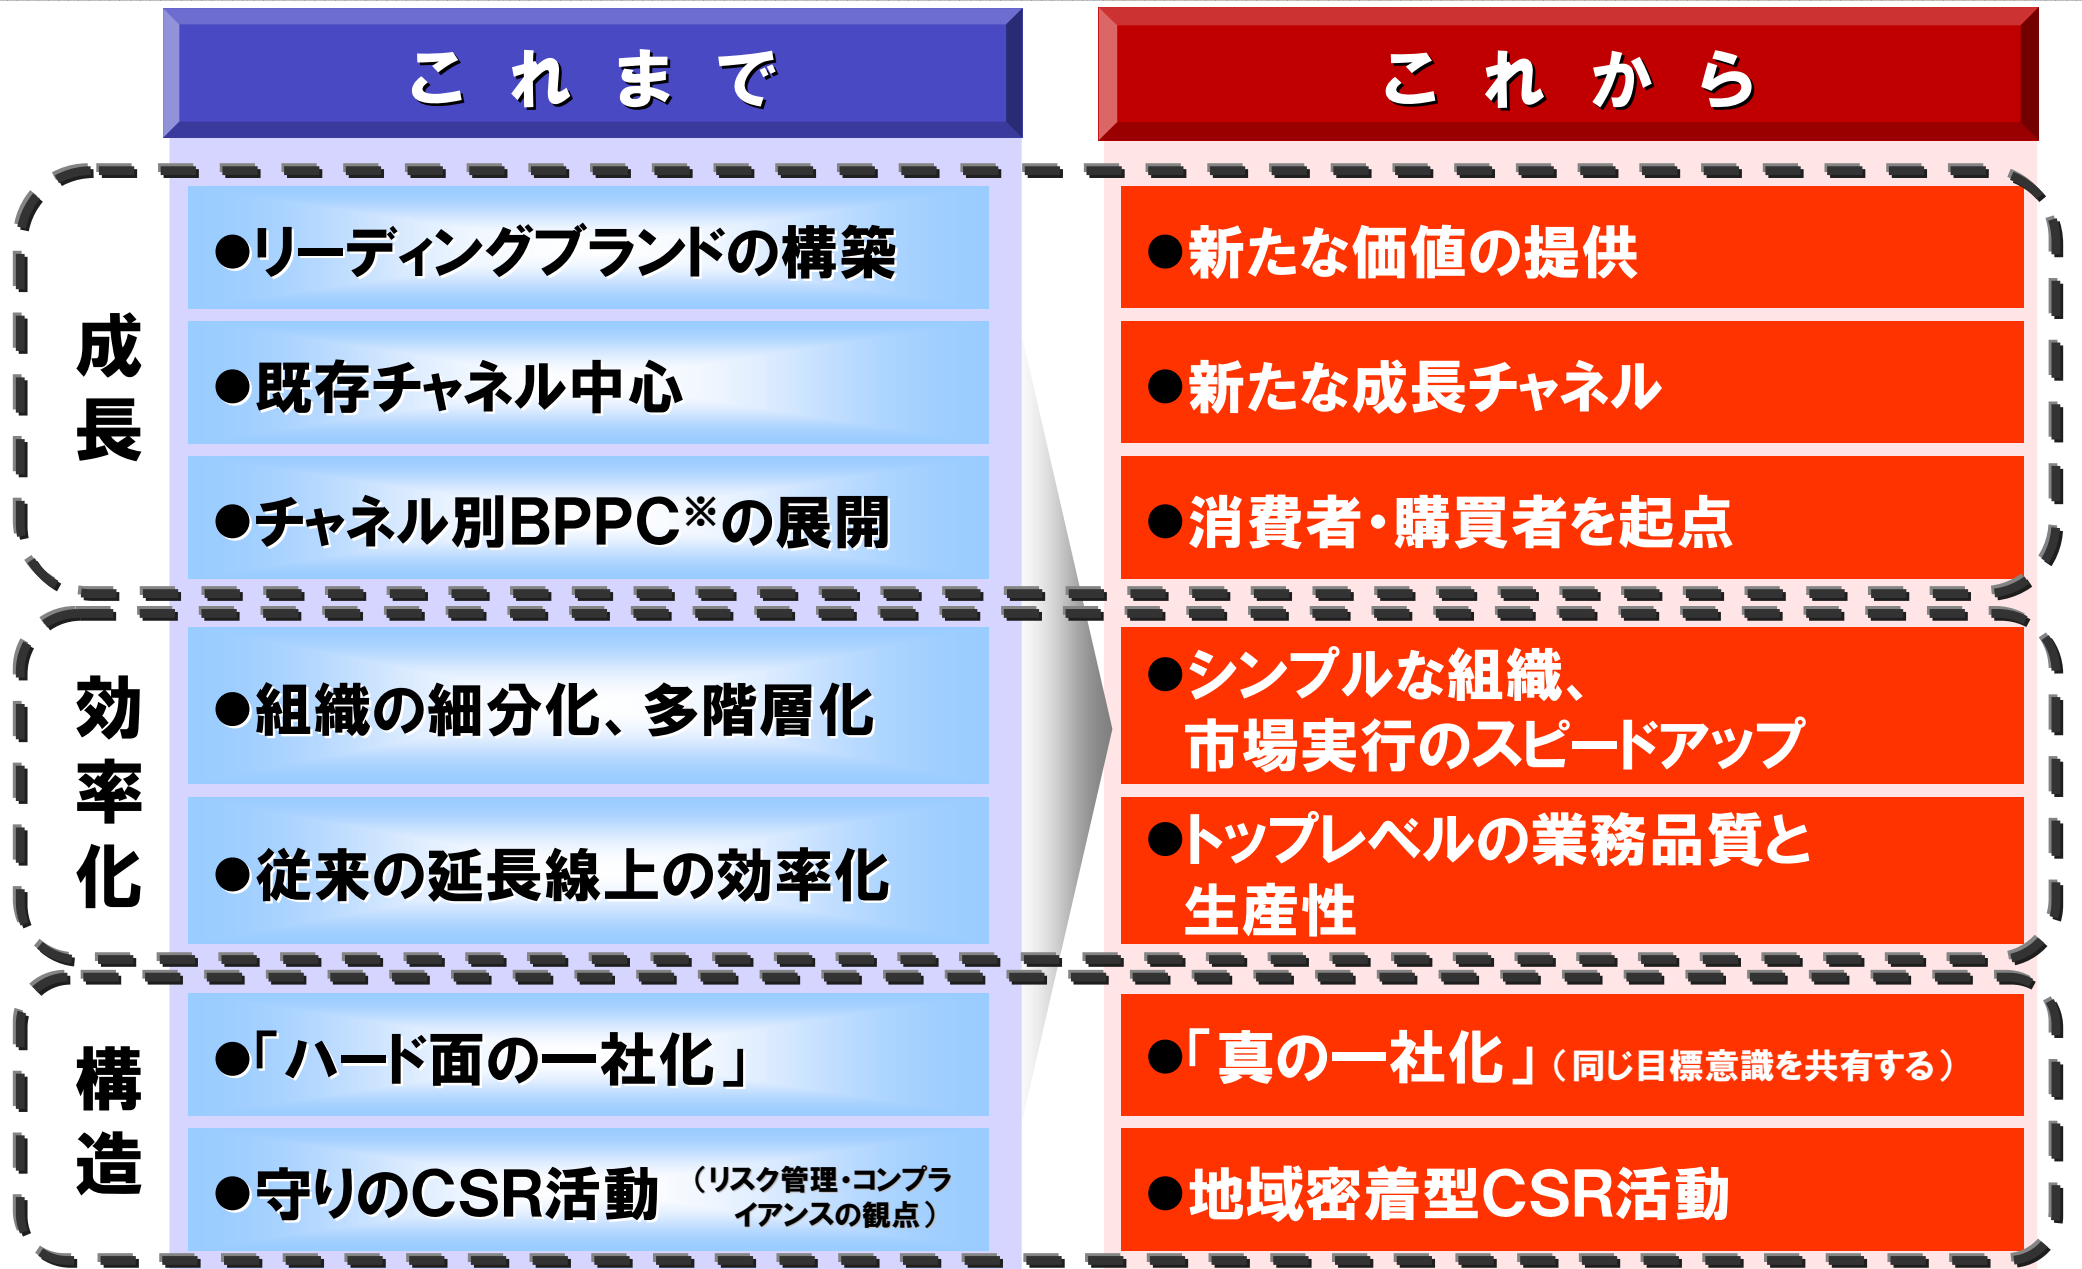 これまで
これから
成長
●リーディングブランドの構築
●新たな価値の提供
●既存チャネル中心
●新たな成長チャネル
●チャネル別BPPC※の展開
●消費者・購買者を起点
効率化
●組織の細分化、多階層化
●シンプルな組織、
市場実行のスピードアップ
●従来の延長線上の効率化
●トップレベルの業務品質と
生産性
構造
●「ハード面の一社化」
●「真の一社化」（同じ目標意識を共有する）
●守りのCSR活動 （リスク管理・コンプラ
イアンスの観点）
●地域密着型CSR活動